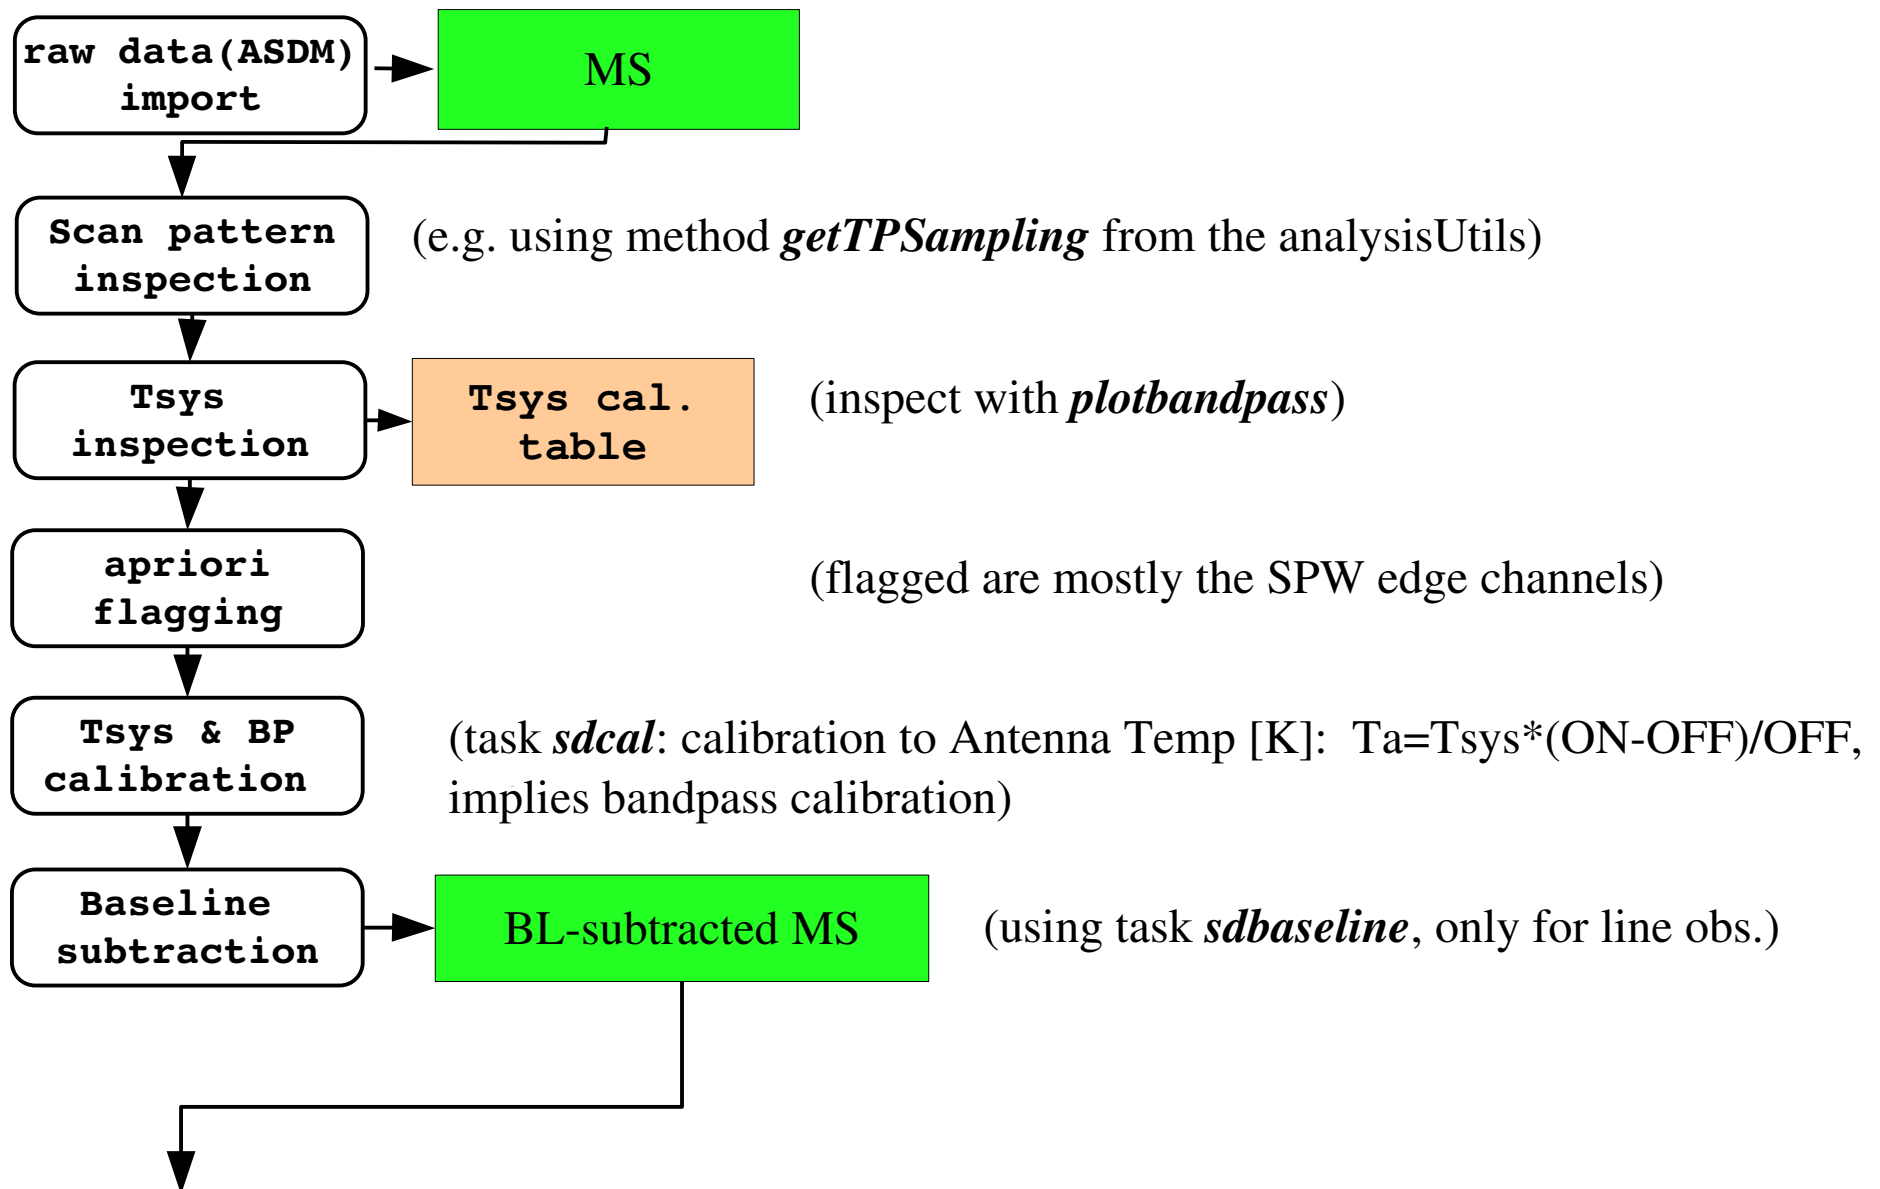 raw data(ASDM)
import
MS
Scan pattern
inspection
(e.g. using method getTPSampling from the analysisUtils)
Tsys
inspection
Tsys cal.
table
(inspect with plotbandpass)
apriori
flagging
(flagged are mostly the SPW edge channels)
Tsys & BP
calibration
(task sdcal: calibration to Antenna Temp [K]: Ta=Tsys*(ON-OFF)/OFF,
implies bandpass calibration)
Baseline
subtraction
BL-subtracted MS
(using task sdbaseline, only for line obs.)